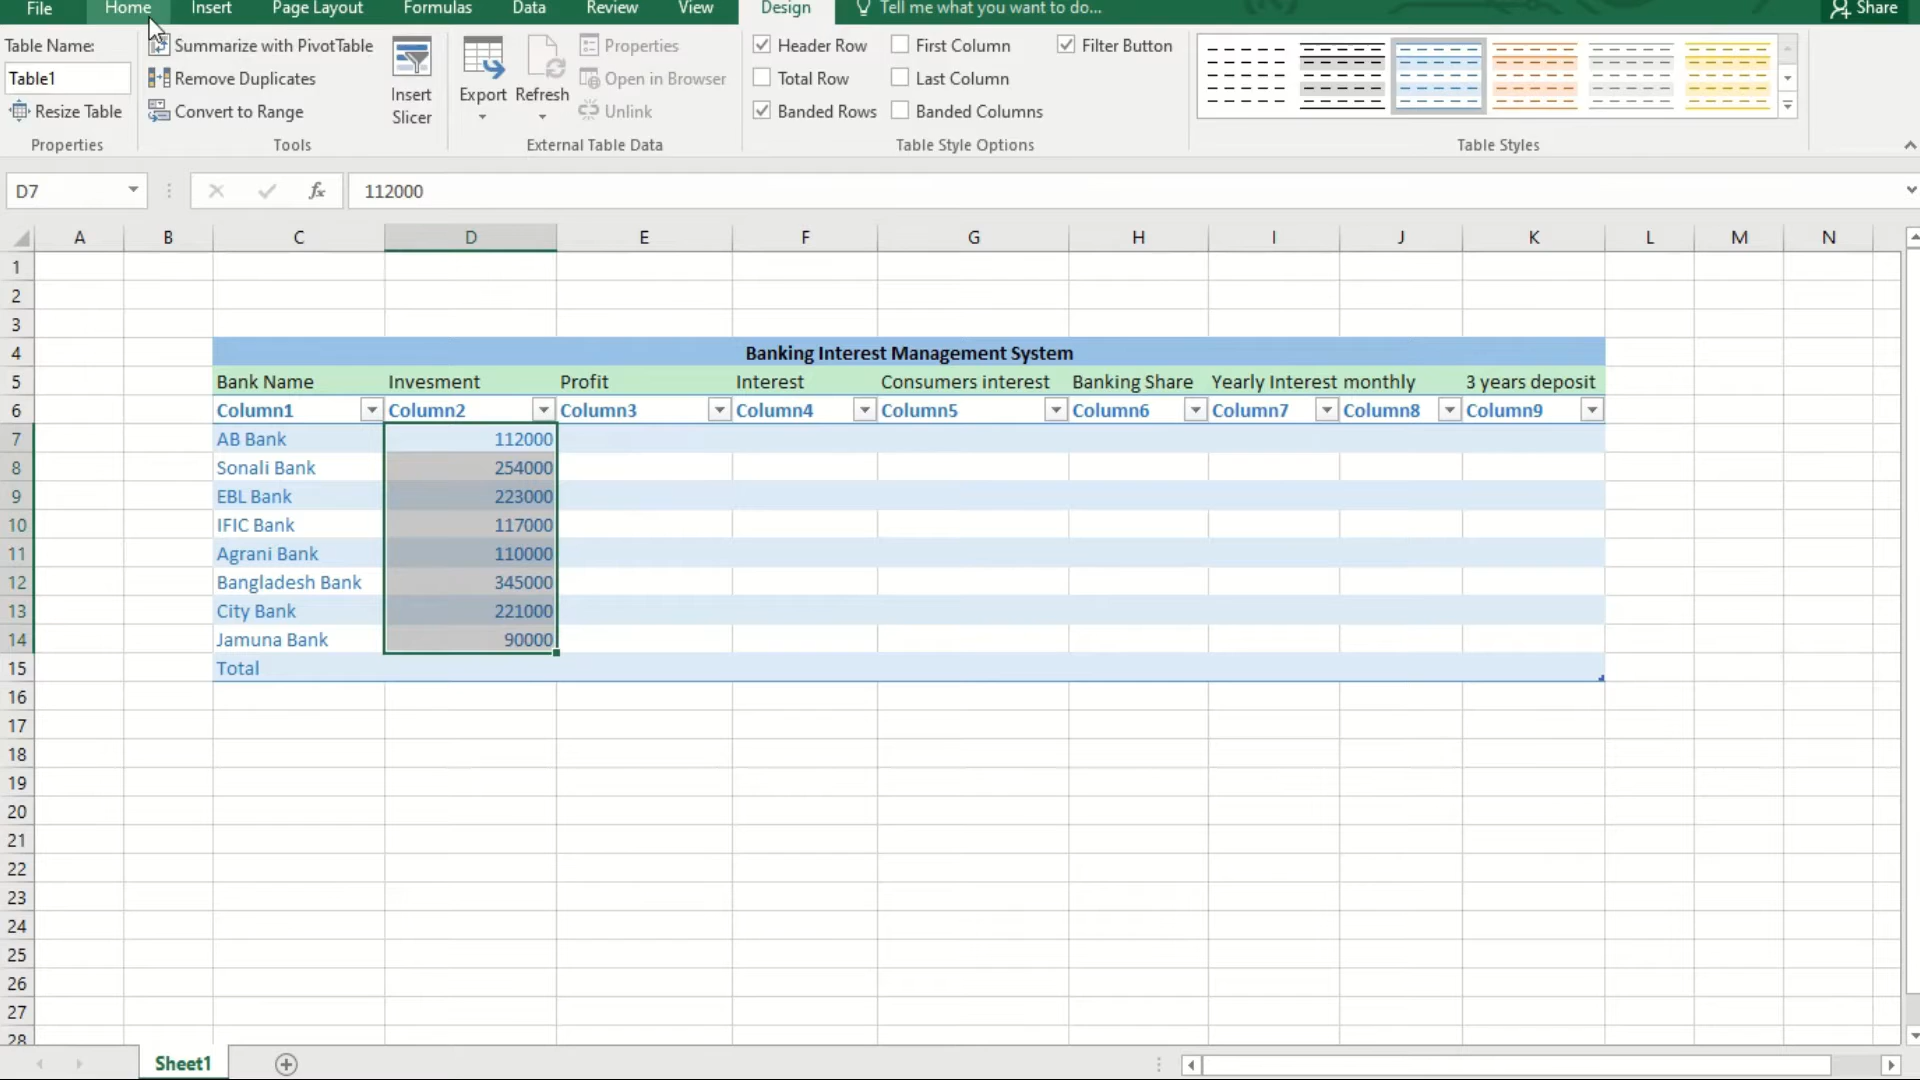 File Home Insert Page Layout Formulas Data Review View Design Tell me what you want to do... Share
Table Name: Summarize with PivotTable Properties Header Row First Column Filter Button
Table1 Remove Duplicates Insert Slicer Export Refresh Open in Browser Total Row Last Column
Resize Table Convert to Range Unlink Banded Rows Banded Columns
Properties Tools External Table Data Table Style Options Table Styles
D7 fx 112000
A B C D E F G H I J K L M N
1
2
3
4 Banking Interest Management System
5 Bank Name Invesment Profit Interest Consumers interest Banking Share Yearly Interest monthly 3 years deposit
6 Column1 Column2 Column3 Column4 Column5 Column6 Column7 Column8 Column9
7 AB Bank 112000
8 Sonali Bank 254000
9 EBL Bank 223000
10 IFIC Bank 117000
11 Agrani Bank 110000
12 Bangladesh Bank 345000
13 City Bank 221000
14 Jamuna Bank 90000
15 Total
16
17
18
19
20
21
22
23
24
25
26
27
28
Sheet1